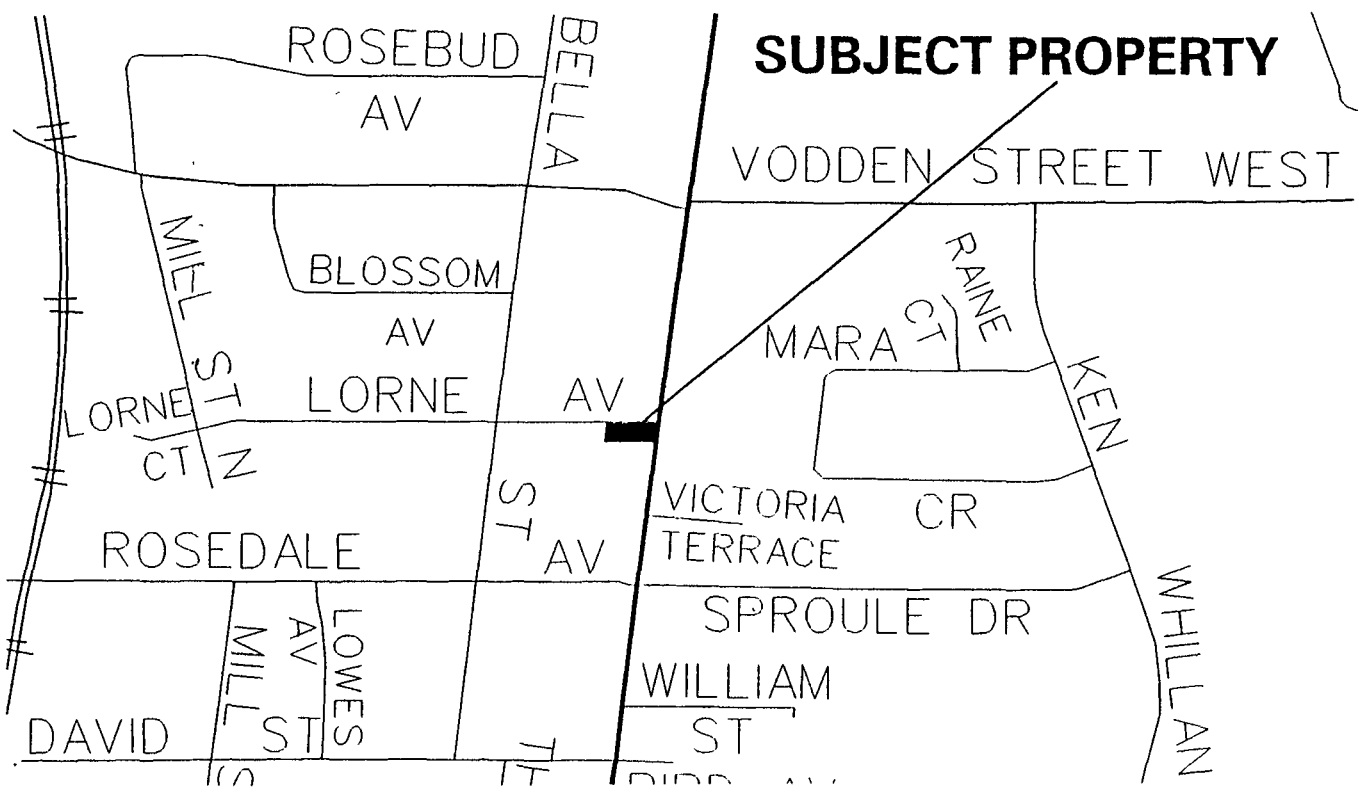 SUBJECT PROPERTY
ROSEBUD
AV
BELLA
VODDEN STREET WEST
MILL
ST
N
BLOSSOM
AV
RAINE
CT
MARA
CR
LORNE AV
LORNE
CT
KEN
WHILLAN
ST
VICTORIA
TERRACE
ROSEDALE AV
SPROULE DR
MILL
LOWES
AV
WILLIAM
ST
DAVID ST